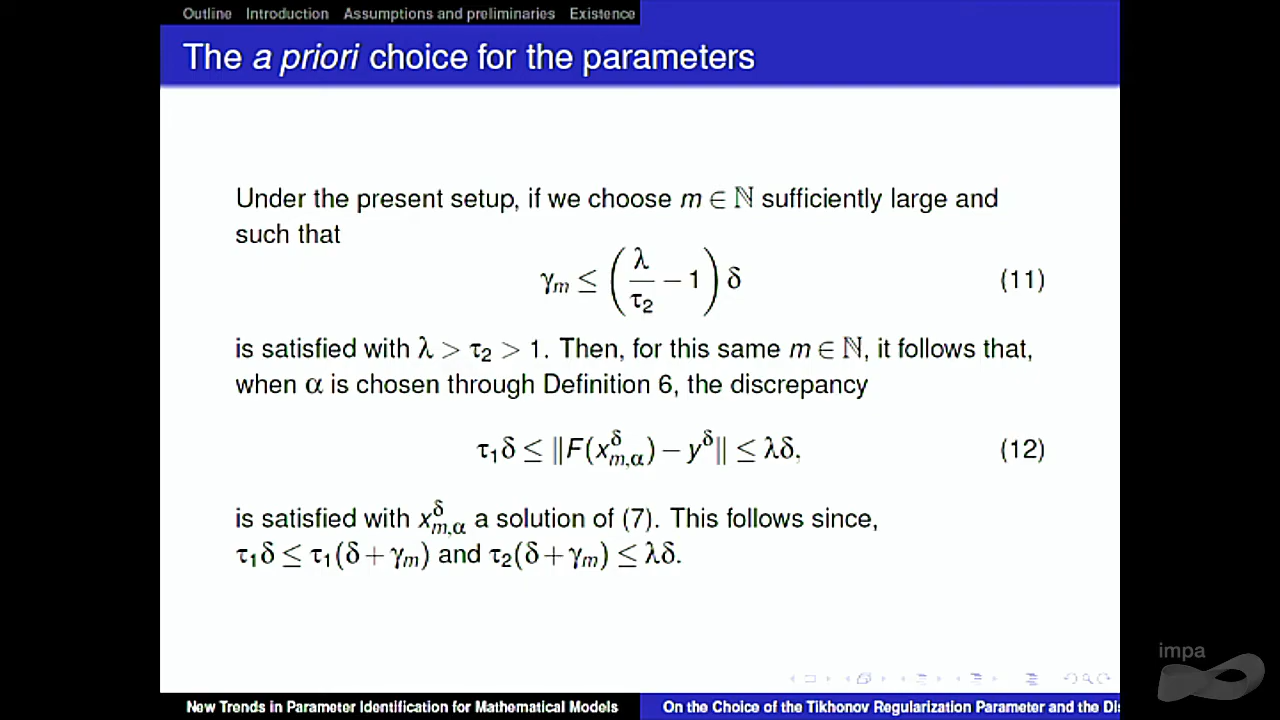 Outline Introduction Assumptions and preliminaries Existence
The a priori choice for the parameters
Under the present setup, if we choose m ∈ ℕ sufficiently large and
such that
γₘ ≤ (λ/τ₂ − 1) δ (11)
is satisfied with λ > τ₂ > 1. Then, for this same m ∈ ℕ, it follows that,
when α is chosen through Definition 6, the discrepancy
τ₁δ ≤ ‖F(x^δ_{m,α}) − y^δ‖ ≤ λδ, (12)
is satisfied with x^δ_{m,α} a solution of (7). This follows since,
τ₁δ ≤ τ₁(δ + γₘ) and τ₂(δ + γₘ) ≤ λδ.
impa
New Trends in Parameter Identification for Mathematical Models On the Choice of the Tikhonov Regularization Parameter and the Dis